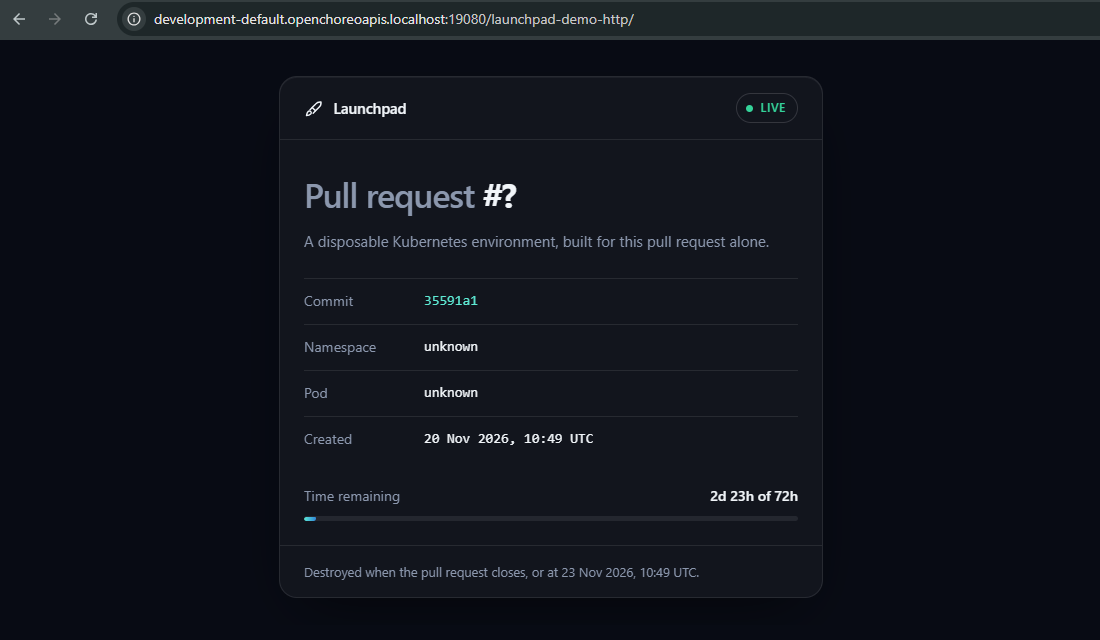 development-default.openchoreoapis.localhost:19080/launchpad-demo-http/
Launchpad
LIVE
Pull request #?
A disposable Kubernetes environment, built for this pull request alone.
Commit 35591a1
Namespace unknown
Pod unknown
Created 20 Nov 2026, 10:49 UTC
Time remaining 2d 23h of 72h
Destroyed when the pull request closes, or at 23 Nov 2026, 10:49 UTC.